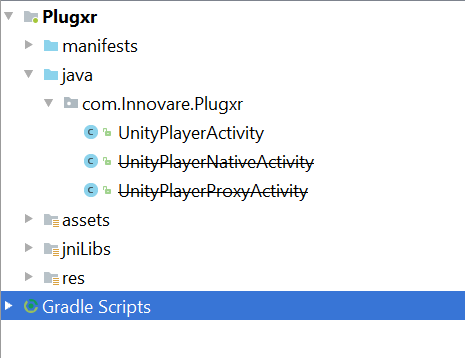 Plugxr
manifests
java
com.Innovare.Plugxr
UnityPlayerActivity
UnityPlayerNativeActivity
UnityPlayerProxyActivity
assets
jniLibs
res
Gradle Scripts